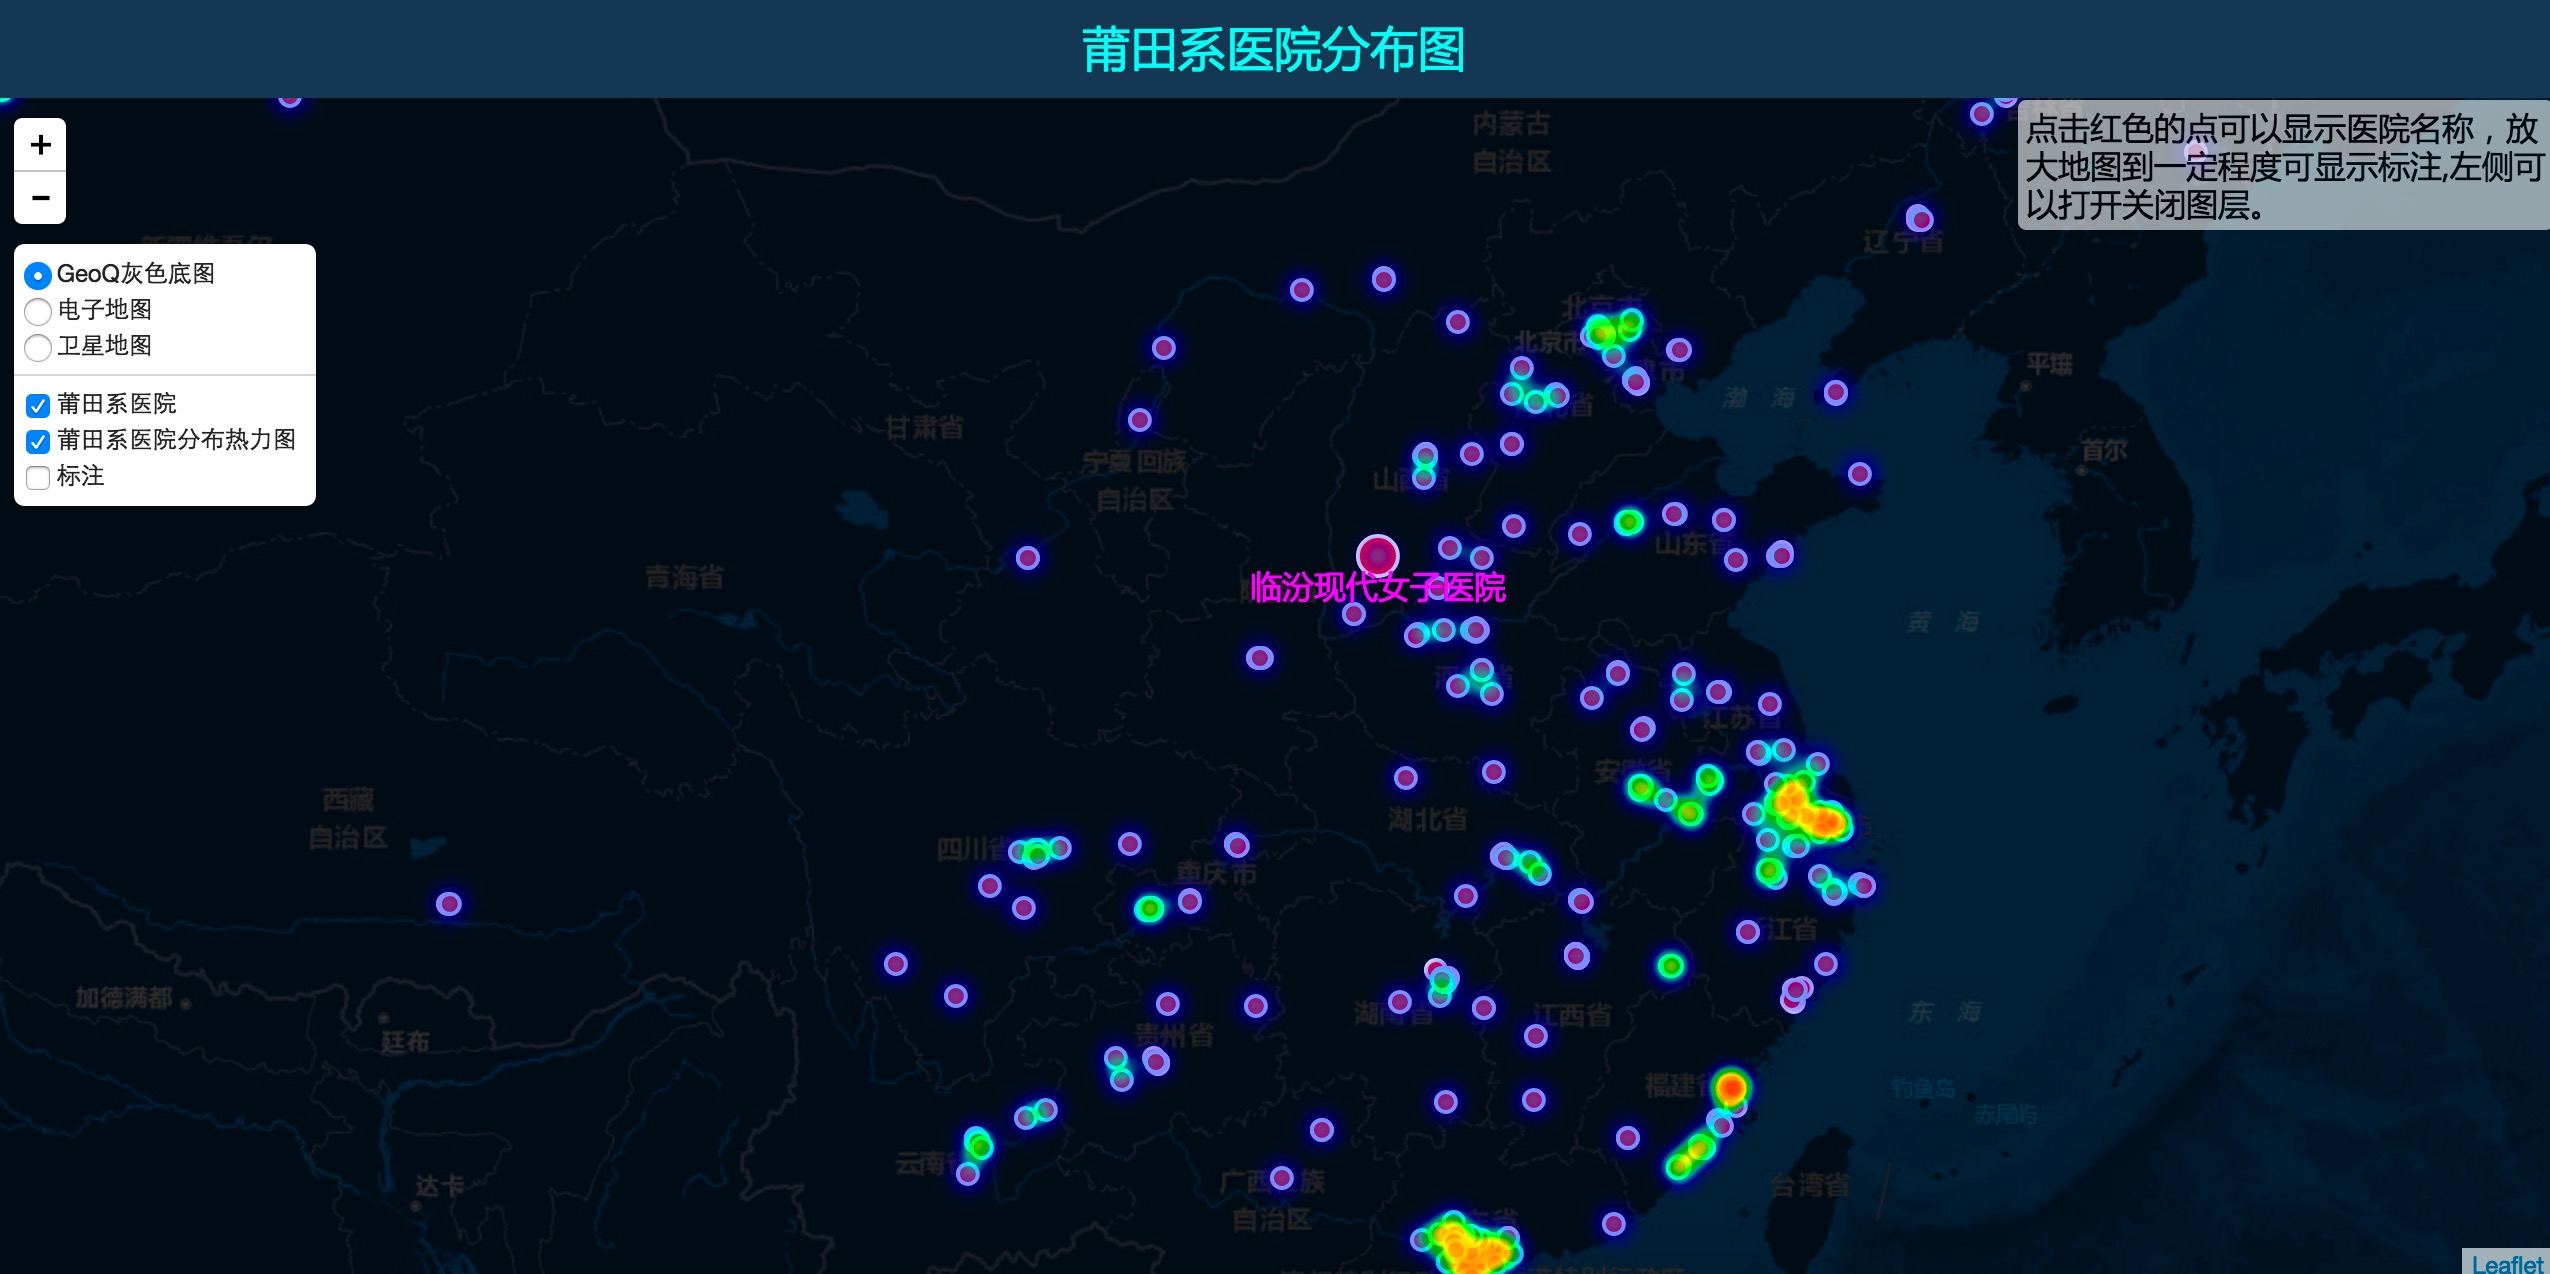 莆田系医院分布图
点击红色的点可以显示医院名称，放
大地图到一定程度可显示标注,左侧可
以打开关闭图层。
+
−
GeoQ灰色底图
电子地图
卫星地图
莆田系医院
莆田系医院分布热力图
标注
内蒙古
自治区
辽宁省
北京市
北京市
平壤
渤 海
甘肃省
首尔
宁夏回族
自治区
山西省
山东省
青海省
临汾现代女子医院
黄 海
江苏省
安徽省
西藏
自治区
湖北省
四川省
重庆市
江省
加德满都
廷布
湖南省
江西省
东 海
贵州省
福建省
钓鱼岛
赤尾屿
云南省
达卡
广西壮族
自治区
台湾省
Leaflet